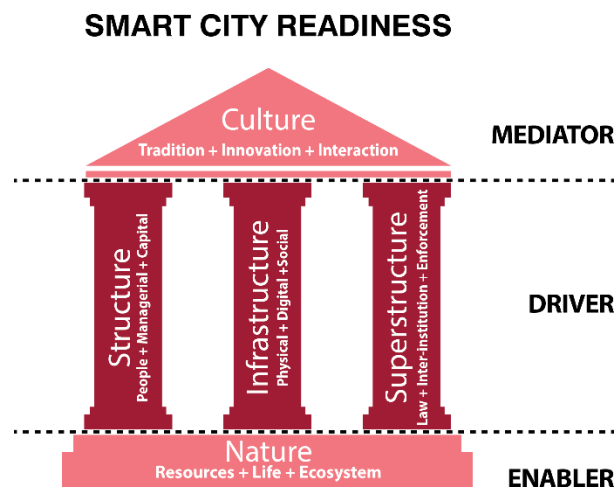 SMART CITY READINESS
Culture
Tradition + Innovation + Interaction
MEDIATOR
Structure
People + Managerial + Capital
Infrastructure
Physical + Digital +Social
Superstructure
Law + Inter-institution + Enforcement
DRIVER
Nature
Resources + Life + Ecosystem
ENABLER